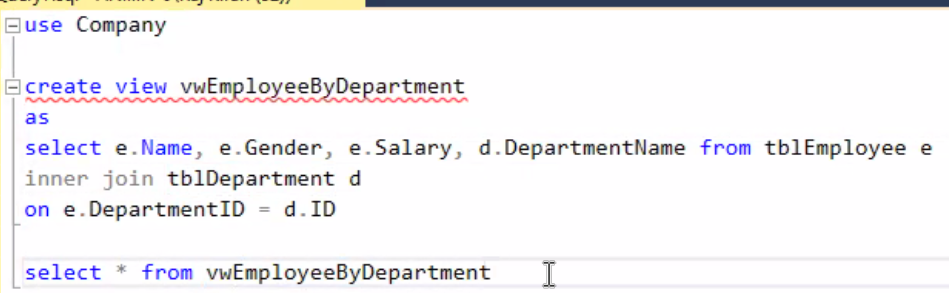 use Company
create view vwEmployeeByDepartment
as
select e.Name, e.Gender, e.Salary, d.DepartmentName from tblEmployee e
inner join tblDepartment d
on e.DepartmentID = d.ID
select * from vwEmployeeByDepartment